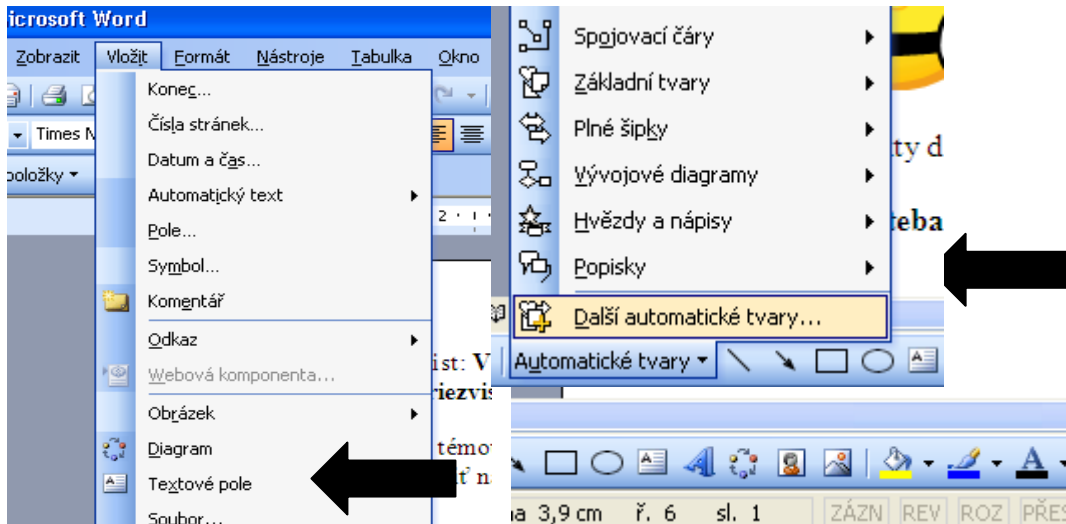 icrosoft Word
Zobrazit Vložit Formát Nástroje Tabulka Okno
Times N
položky
Konec...
Čísla stránek...
Datum a čas...
Automatický text
Pole...
Symbol...
Komentář
Odkaz
Webová komponenta...
Obrázek
Diagram
Textové pole
Soubor...
2
ist: V
riezvis
témo
ť n
Spojovací čáry
Základní tvary
Plné šipky
Vývojové diagramy
Hvězdy a nápisy
Popisky
Další automatické tvary...
Automatické tvary
ty d
teba
na 3,9 cm ř. 6 sl. 1 ZÁZN REV ROZ PŘES